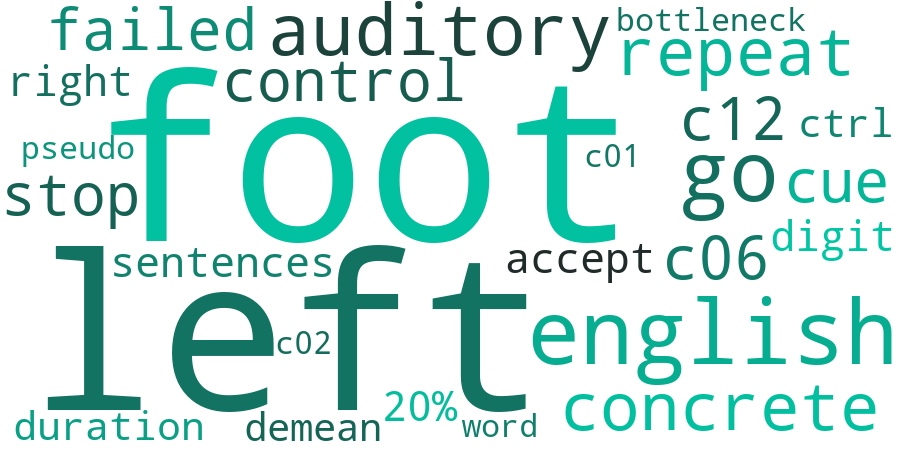 failed
auditory
bottleneck
repeat
right
control
foot
c12
ctrl
pseudo
c01
go
cue
stop
digit
sentences
accept
c06
left
c02
english
20%
concrete
duration
demean
word